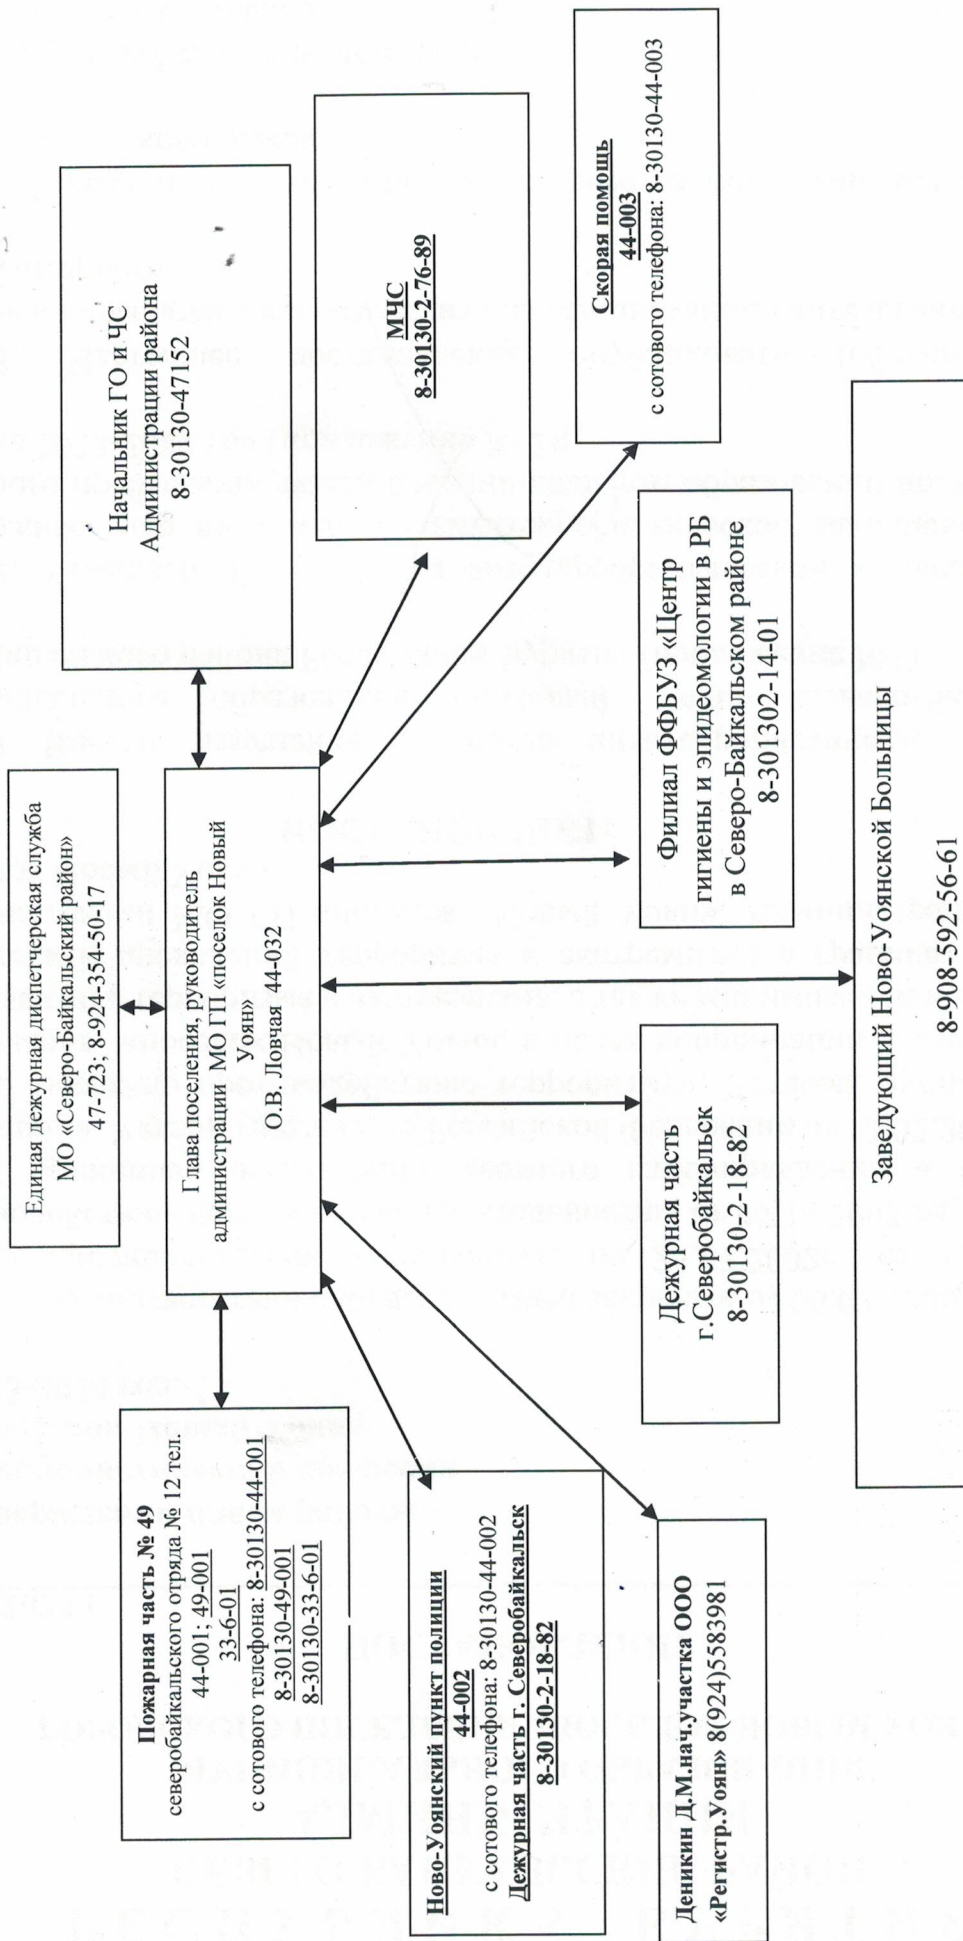 Единая дежурная диспетчерская служба
МО «Северо-Байкальский район»
47-723; 8-924-354-5017
Пожарная часть № 49
северобайкальского отряда № 12 тел.
44-001; 49-001
33-6-01
с сотового телефона: 8-30130-44-001
8-30130-49-001
8-30130-33-6-01
Глава поселения, руководитель
администрации МО ГП «поселок Новый
Уоян»
О.В. Ловчая 44-032
Начальник ГО и ЧС
Администрации района
8-30130-47152
Ново-Уоянский пункт полиции
44-002
с сотового телефона: 8-30130-44-002
Дежурная часть г. Северобайкальск
8-30130-2-18-82
МЧС
8-30130-2-76-89
Деникин Д.М.нач.участка ООО
«Регистр.Уоян» 8(924)5583981
Дежурная часть
г.Северобайкальск
8-30130-2-18-82
Филиал ФФБУЗ «Центр
гигиены и эпидеомологии в РБ
в Северо-Байкальском районе
8-301302-14-01
Скорая помощь
44-003
с сотового телефона: 8-30130-44-003
Заведующий Ново- Уоянской Больницы
8-908-592-56-61